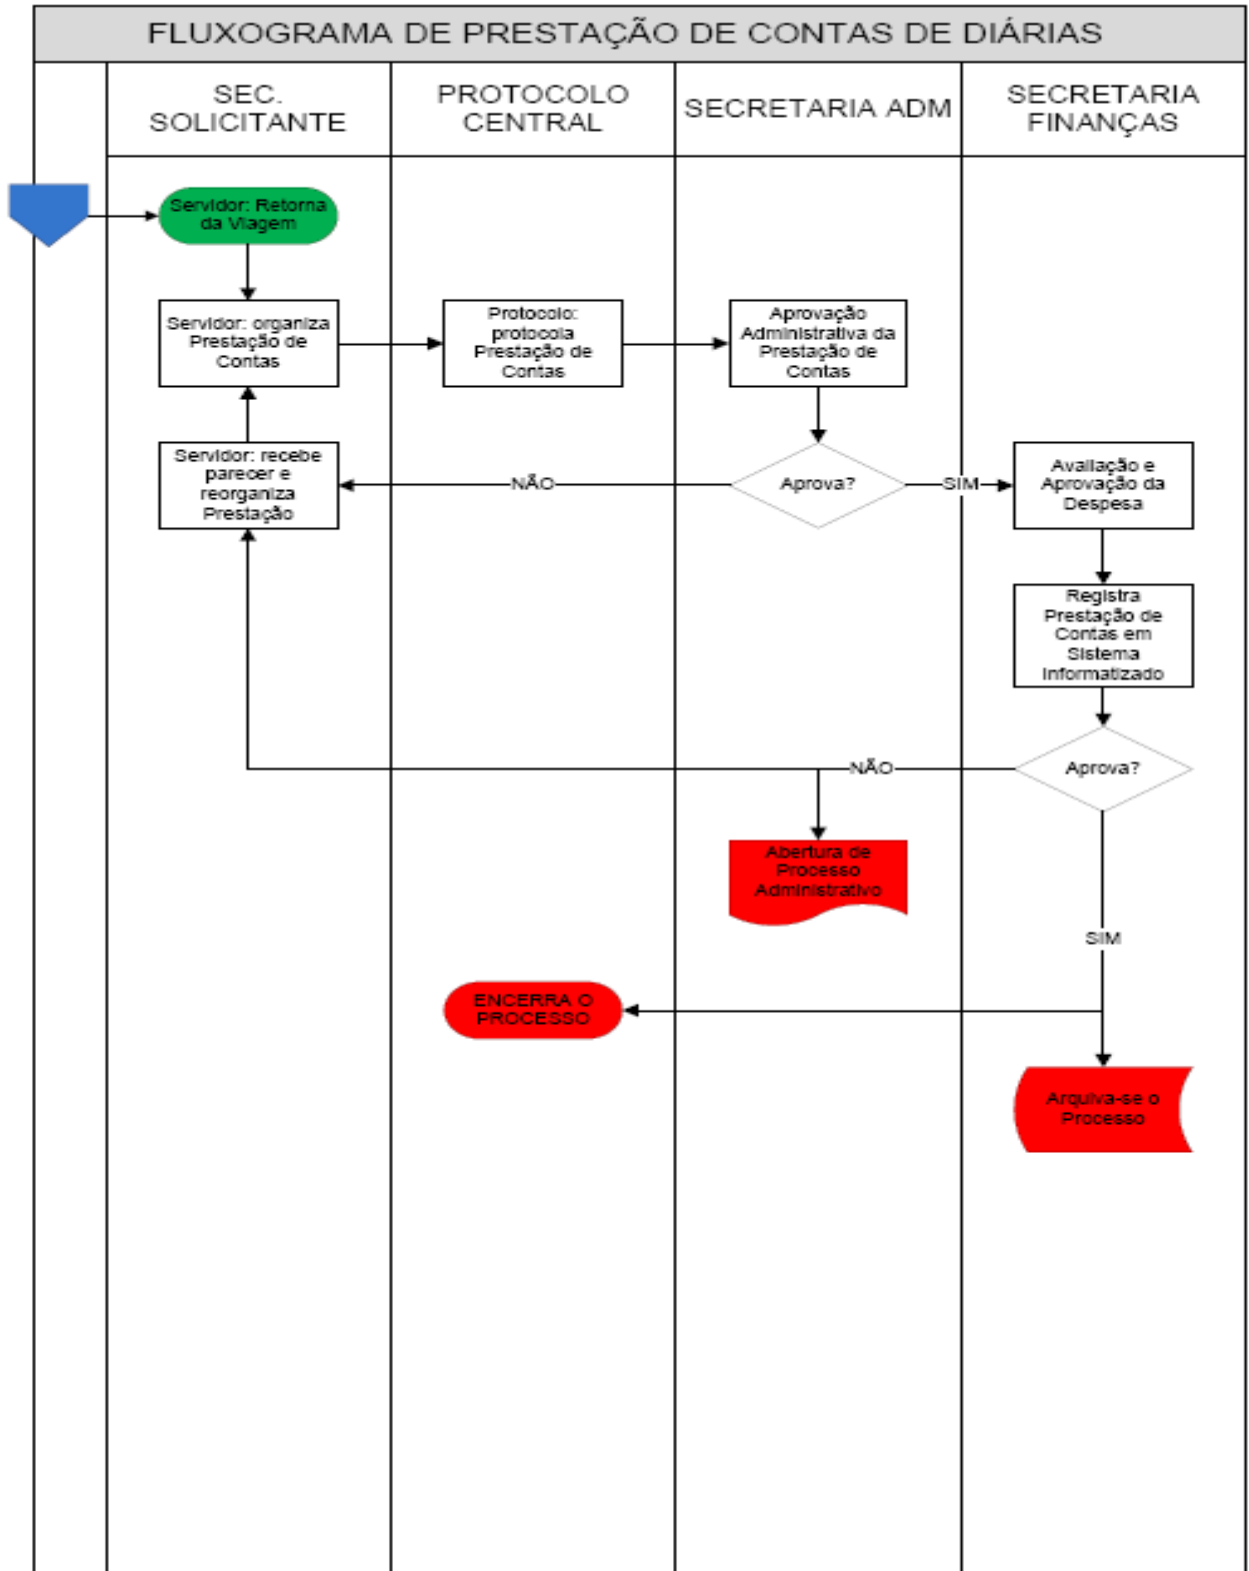 FLUXOGRAMA DE PRESTAÇÃO DE CONTAS DE DIÁRIAS
SEC.
SOLICITANTE
PROTOCOLO
CENTRAL
SECRETARIA ADM
SECRETARIA
FINANÇAS
Servidor: Retorna
da Viagem
Servidor: organiza
Prestação de
Contas
Protocolo:
protocola
Prestação de
Contas
Aprovação
Administrativa da
Prestação de
Contas
Servidor: recebe
parecer e
reorganiza
Prestação
NÃO
Aprova?
SIM
Avaliação e
Aprovação da
Despesa
Registra
Prestação de
Contas em
Sistema
Informatizado
NÃO
Aprova?
Abertura de
Processo
Administrativo
SIM
ENCERRA O
PROCESSO
Arquiva-se o
Processo